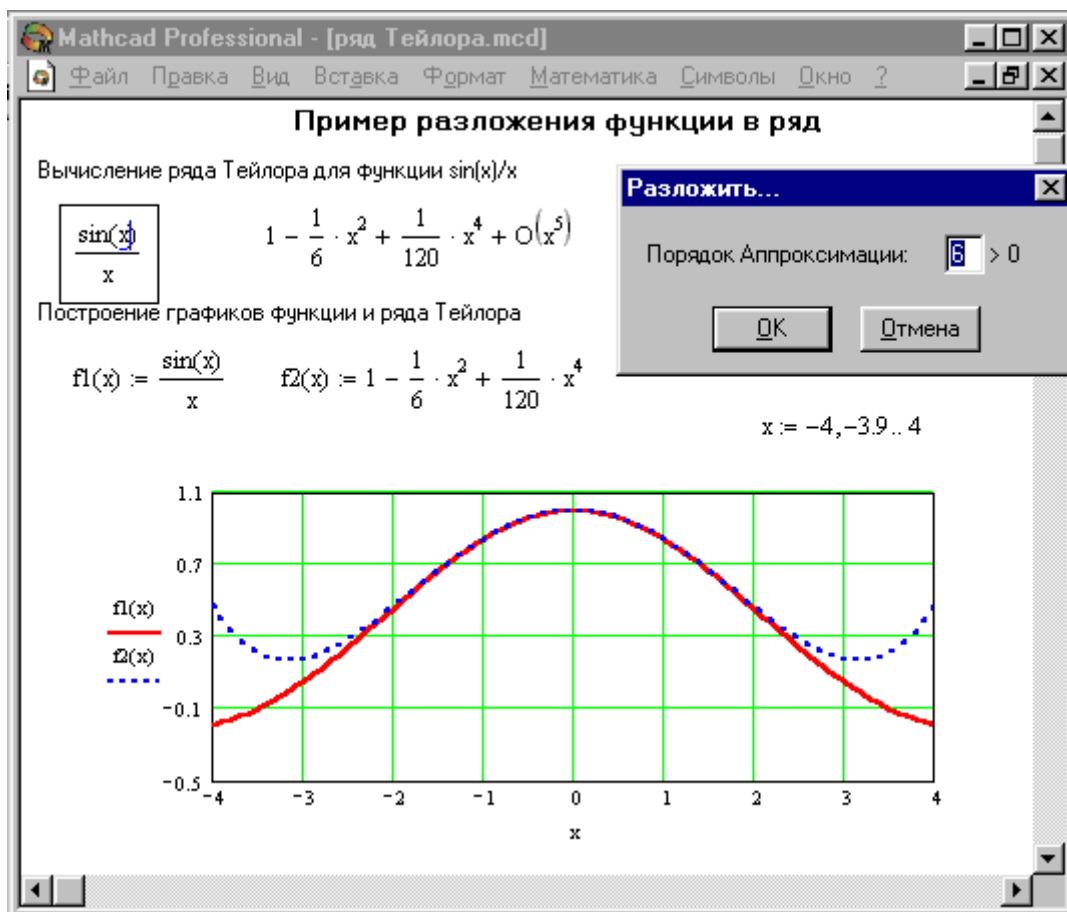 Mathcad Professional - [ряд Тейлора.mcd]
Файл Правка Вид Вставка Формат Математика Символы Окно ?
Пример разложения функции в ряд
Вычисление ряда Тейлора для функции sin(x)/x
sin(x)/x
1 − 1/6 · x^2 + 1/120 · x^4 + O(x^5)
Разложить...
Порядок Аппроксимации: 6 > 0
OK Отмена
Построение графиков функции и ряда Тейлора
f1(x) := sin(x)/x f2(x) := 1 − 1/6 · x^2 + 1/120 · x^4
x := −4,−3.9.. 4
1.1
0.7
0.3
−0.1
−0.5
f1(x)
f2(x)
−4 −3 −2 −1 0 1 2 3 4
x